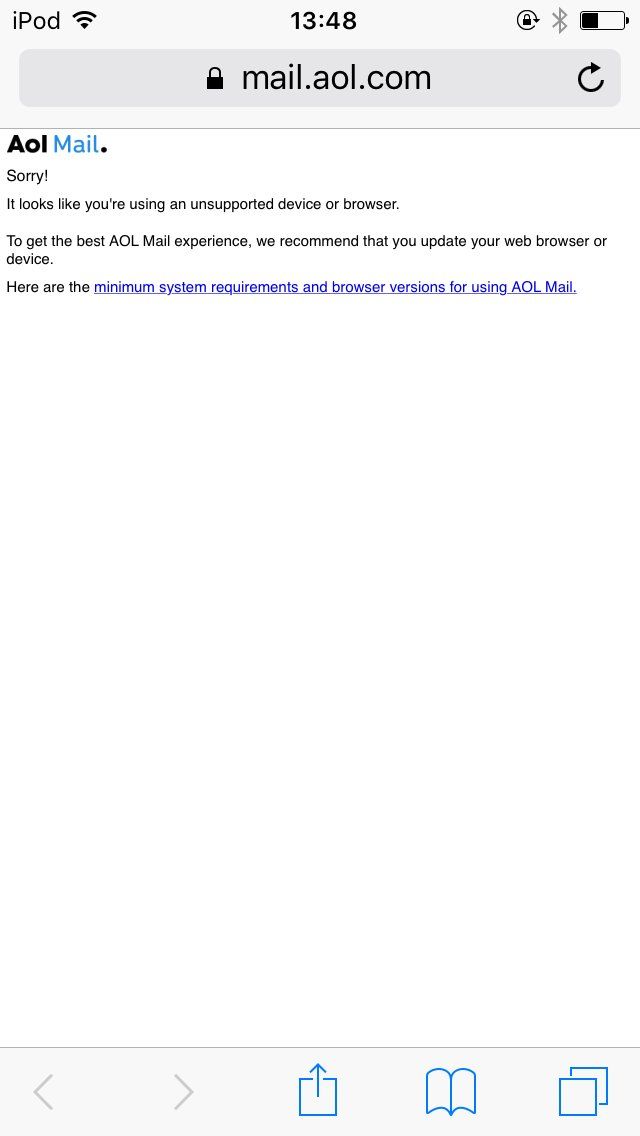 iPod 13:48
mail.aol.com
Aol Mail.
Sorry!
It looks like you're using an unsupported device or browser.
To get the best AOL Mail experience, we recommend that you update your web browser or
device.
Here are the minimum system requirements and browser versions for using AOL Mail.